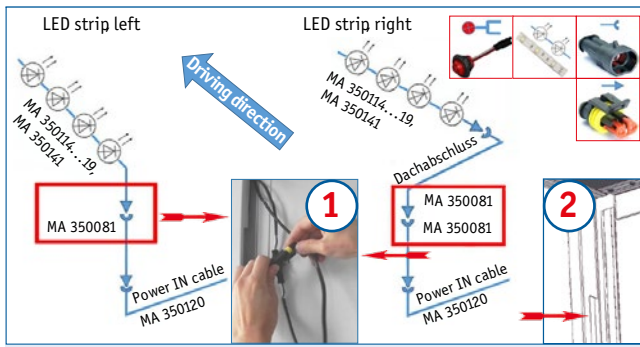 LED strip left
LED strip right
Driving direction
MA 350114...19,
MA 350141
MA 350114...19,
MA 350141
Dachabschluss
MA 350081
MA 350081
MA 350081
1
2
Power IN cable
MA 350120
Power IN cable
MA 350120